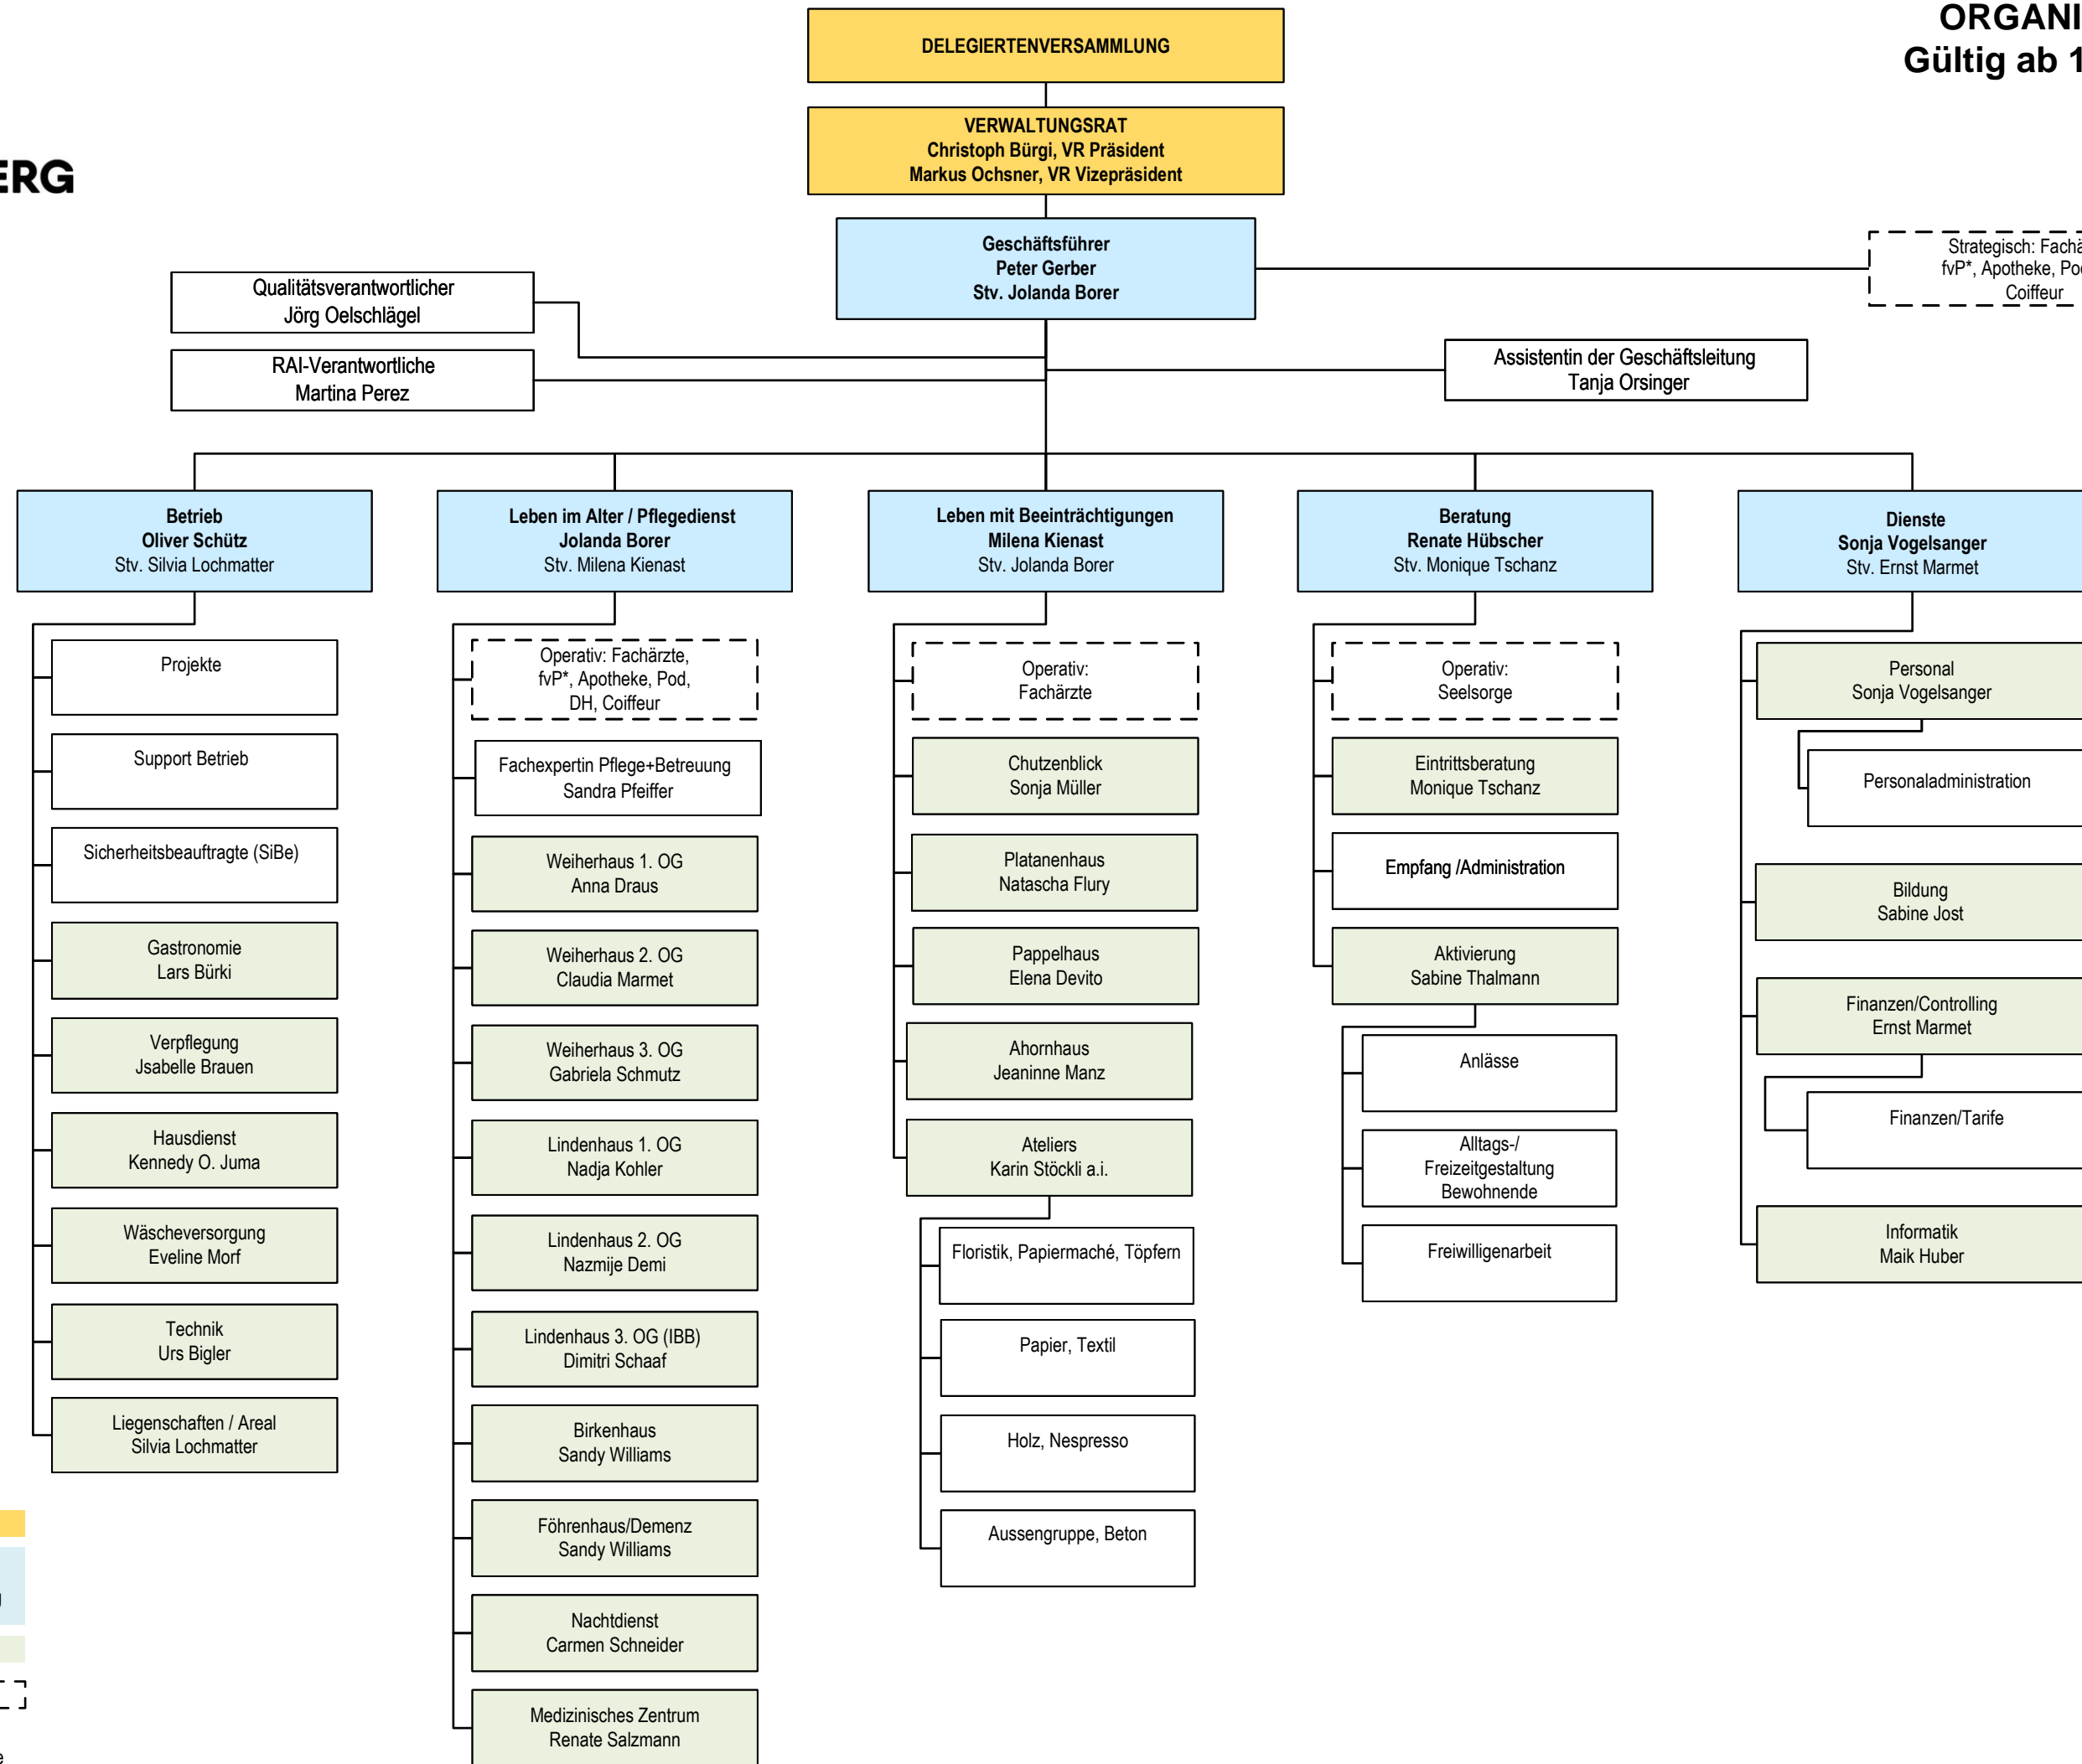 ORGANI
Gültig ab 1
ERG
DELEGIERTENVERSAMMLUNG
VERWALTUNGSRAT
Christoph Bürgi, VR Präsident
Markus Ochsner, VR Vizepräsident
Geschäftsführer
Peter Gerber
Stv. Jolanda Borer
Strategisch: Fachä
fvP*, Apotheke, Po
Coiffeur
Qualitätsverantwortlicher
Jörg Oelschlägel
RAI-Verantwortliche
Martina Perez
Assistentin der Geschäftsleitung
Tanja Orsinger
Betrieb
Oliver Schütz
Stv. Silvia Lochmatter
Projekte
Support Betrieb
Sicherheitsbeauftragte (SiBe)
Gastronomie
Lars Bürki
Verpflegung
Jsabelle Brauen
Hausdienst
Kennedy O. Juma
Wäscheversorgung
Eveline Morf
Technik
Urs Bigler
Liegenschaften / Areal
Silvia Lochmatter
Leben im Alter / Pflegedienst
Jolanda Borer
Stv. Milena Kienast
Operativ: Fachärzte,
fvP*, Apotheke, Pod,
DH, Coiffeur
Fachexpertin Pflege+Betreuung
Sandra Pfeiffer
Weiherhaus 1. OG
Anna Draus
Weiherhaus 2. OG
Claudia Marmet
Weiherhaus 3. OG
Gabriela Schmutz
Lindenhaus 1. OG
Nadja Kohler
Lindenhaus 2. OG
Nazmije Demi
Lindenhaus 3. OG (IBB)
Dimitri Schaaf
Birkenhaus
Sandy Williams
Föhrenhaus/Demenz
Sandy Williams
Nachtdienst
Carmen Schneider
Medizinisches Zentrum
Renate Salzmann
Leben mit Beeinträchtigungen
Milena Kienast
Stv. Jolanda Borer
Operativ:
Fachärzte
Chutzenblick
Sonja Müller
Platanenhaus
Natascha Flury
Pappelhaus
Elena Devito
Ahornhaus
Jeaninne Manz
Ateliers
Karin Stöckli a.i.
Floristik, Papiermaché, Töpfern
Papier, Textil
Holz, Nespresso
Aussengruppe, Beton
Beratung
Renate Hübscher
Stv. Monique Tschanz
Operativ:
Seelsorge
Eintrittsberatung
Monique Tschanz
Empfang /Administration
Aktivierung
Sabine Thalmann
Anlässe
Alltags-/
Freizeitgestaltung
Bewohnende
Freiwilligenarbeit
Dienste
Sonja Vogelsanger
Stv. Ernst Marmet
Personal
Sonja Vogelsanger
Personaladministration
Bildung
Sabine Jost
Finanzen/Controlling
Ernst Marmet
Finanzen/Tarife
Informatik
Maik Huber